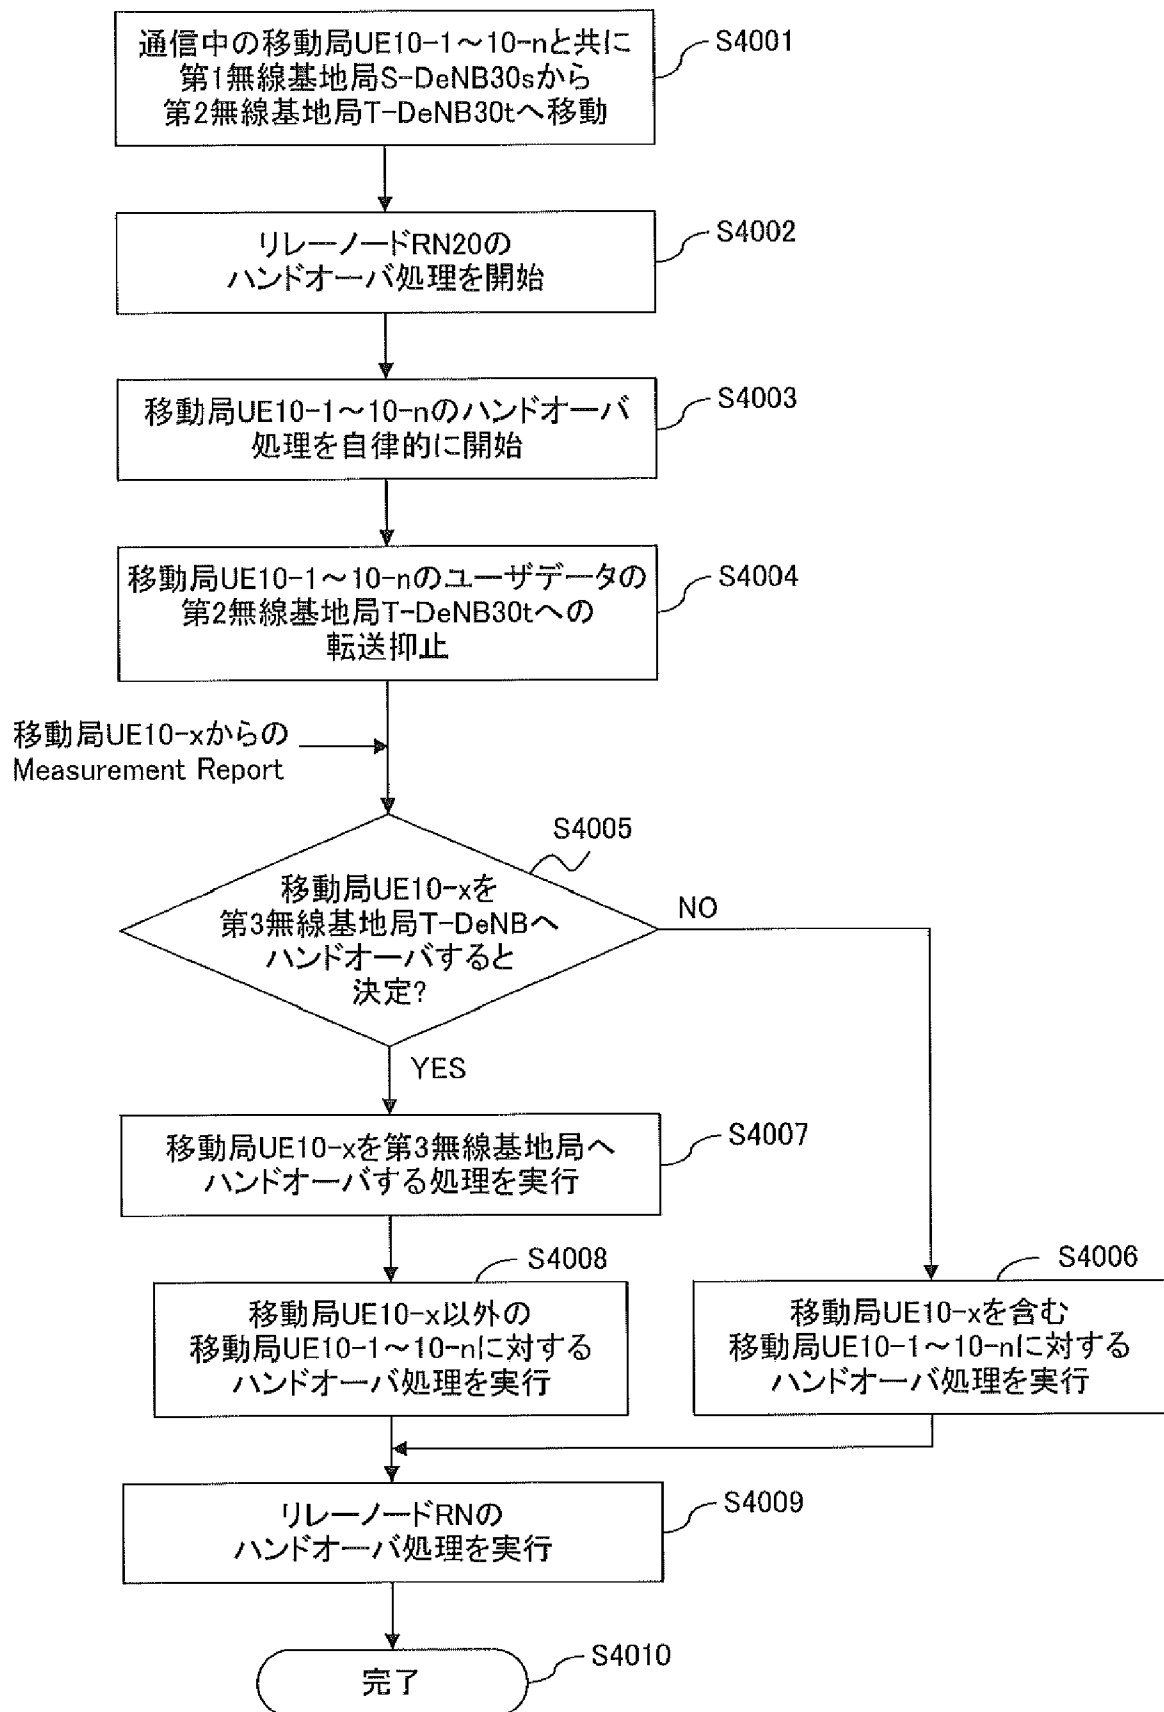 通信中の移動局UE10-1～10-nと共に
第1無線基地局S-DeNB30sから
第2無線基地局T-DeNB30tへ移動
S4001
リレーノードRN20の
ハンドオーバ処理を開始
S4002
移動局UE10-1～10-nのハンドオーバ
処理を自律的に開始
S4003
移動局UE10-1～10-nのユーザデータの
第2無線基地局T-DeNB30tへの
転送抑止
S4004
移動局UE10-xからの
Measurement Report
S4005
移動局UE10-xを
第3無線基地局T-DeNBへ
ハンドオーバすると
決定?
NO
YES
移動局UE10-xを第3無線基地局へ
ハンドオーバする処理を実行
S4007
S4008
移動局UE10-x以外の
移動局UE10-1～10-nに対する
ハンドオーバ処理を実行
S4006
移動局UE10-xを含む
移動局UE10-1～10-nに対する
ハンドオーバ処理を実行
リレーノードRNの
ハンドオーバ処理を実行
S4009
完了
S4010